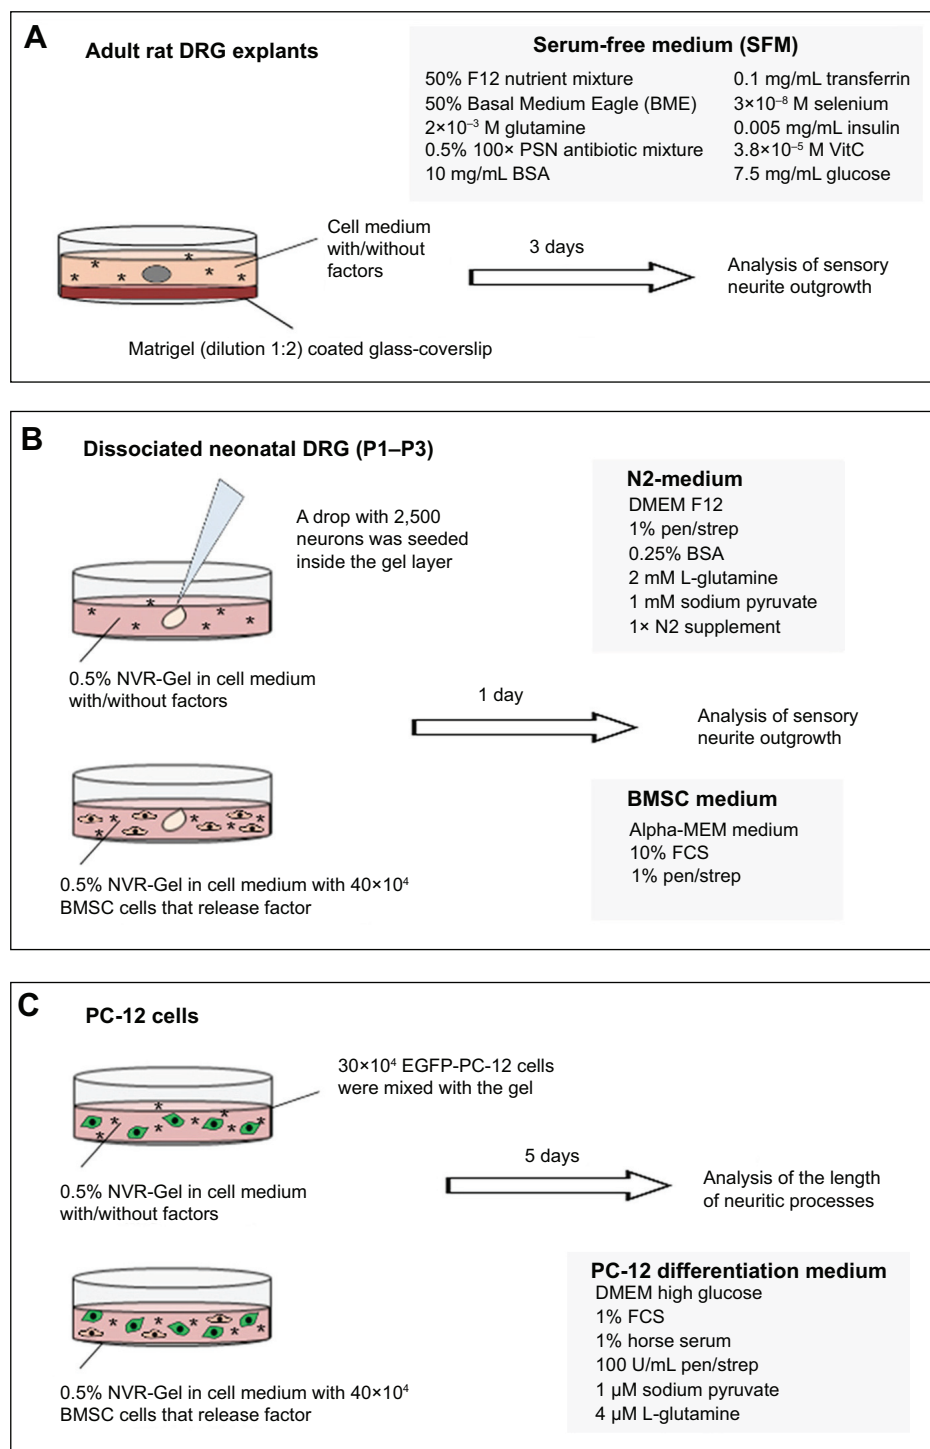 A
Adult rat DRG explants
Serum-free medium (SFM)
50% F12 nutrient mixture
50% Basal Medium Eagle (BME)
2×10⁻³ M glutamine
0.5% 100× PSN antibiotic mixture
10 mg/mL BSA
0.1 mg/mL transferrin
3×10⁻⁸ M selenium
0.005 mg/mL insulin
3.8×10⁻⁵ M VitC
7.5 mg/mL glucose
Cell medium
with/without
factors
3 days
Analysis of sensory
neurite outgrowth
Matrigel (dilution 1:2) coated glass-coverslip
B
Dissociated neonatal DRG (P1–P3)
A drop with 2,500
neurons was seeded
inside the gel layer
N2-medium
DMEM F12
1% pen/strep
0.25% BSA
2 mM L-glutamine
1 mM sodium pyruvate
1× N2 supplement
0.5% NVR-Gel in cell medium
with/without factors
1 day
Analysis of sensory
neurite outgrowth
BMSC medium
Alpha-MEM medium
10% FCS
1% pen/strep
0.5% NVR-Gel in cell medium with 40×10⁴
BMSC cells that release factor
C
PC-12 cells
30×10⁴ EGFP-PC-12 cells
were mixed with the gel
0.5% NVR-Gel in cell medium
with/without factors
5 days
Analysis of the length
of neuritic processes
PC-12 differentiation medium
DMEM high glucose
1% FCS
1% horse serum
100 U/mL pen/strep
1 µM sodium pyruvate
4 µM L-glutamine
0.5% NVR-Gel in cell medium with 40×10⁴
BMSC cells that release factor